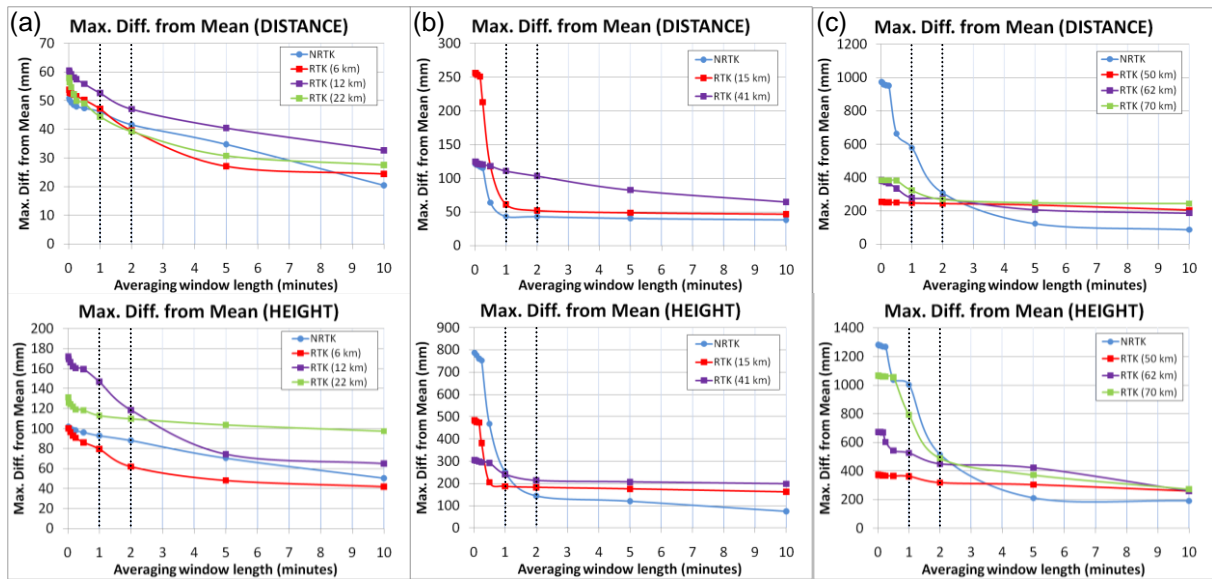 (a)
Max. Diff. from Mean (DISTANCE)
Max. Diff. from Mean (mm)
70
60
50
40
30
20
10
0
NRTK
RTK (6 km)
RTK (12 km)
RTK (22 km)
0 1 2 3 4 5 6 7 8 9 10
Averaging window length (minutes)
(b)
Max. Diff. from Mean (DISTANCE)
Max. Diff. from Mean (mm)
300
250
200
150
100
50
0
NRTK
RTK (15 km)
RTK (41 km)
0 1 2 3 4 5 6 7 8 9 10
Averaging window length (minutes)
(c)
Max. Diff. from Mean (DISTANCE)
Max. Diff. from Mean (mm)
1200
1000
800
600
400
200
0
NRTK
RTK (50 km)
RTK (62 km)
RTK (70 km)
0 1 2 3 4 5 6 7 8 9 10
Averaging window length (minutes)
Max. Diff. from Mean (HEIGHT)
Max. Diff. from Mean (mm)
200
180
160
140
120
100
80
60
40
20
0
NRTK
RTK (6 km)
RTK (12 km)
RTK (22 km)
0 1 2 3 4 5 6 7 8 9 10
Averaging window length (minutes)
Max. Diff. from Mean (HEIGHT)
Max. Diff. from Mean (mm)
900
800
700
600
500
400
300
200
100
0
NRTK
RTK (15 km)
RTK (41 km)
0 1 2 3 4 5 6 7 8 9 10
Averaging window length (minutes)
Max. Diff. from Mean (HEIGHT)
Max. Diff. from Mean (mm)
1400
1200
1000
800
600
400
200
0
NRTK
RTK (50 km)
RTK (62 km)
RTK (70 km)
0 1 2 3 4 5 6 7 8 9 10
Averaging window length (minutes)